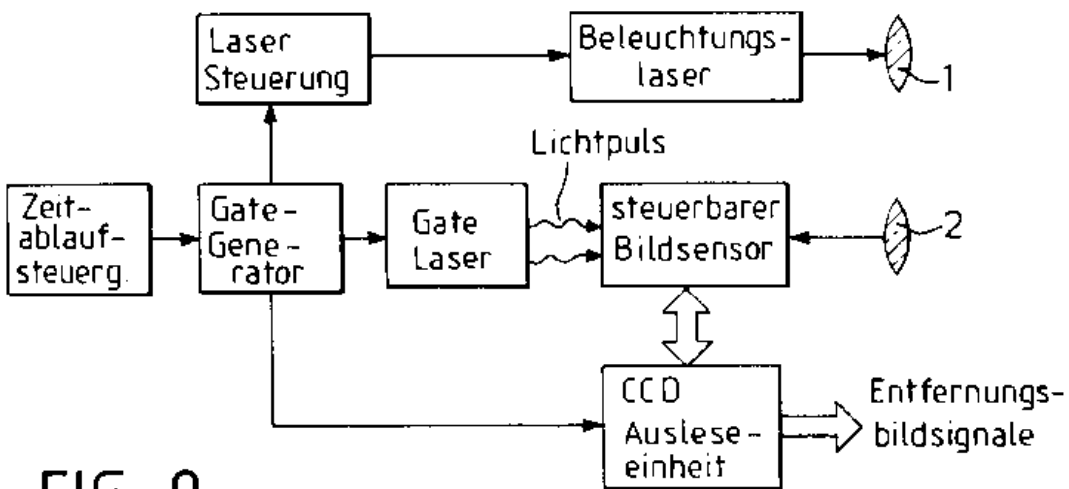 Laser
Steuerung
Beleuchtungs-
laser
1
Lichtpuls
Zeit-
ablauf-
steuerg.
Gate-
Gene-
rator
Gate
Laser
steuerbarer
Bildsensor
2
CCD
Auslese-
einheit
Entfernungs-
bildsignale